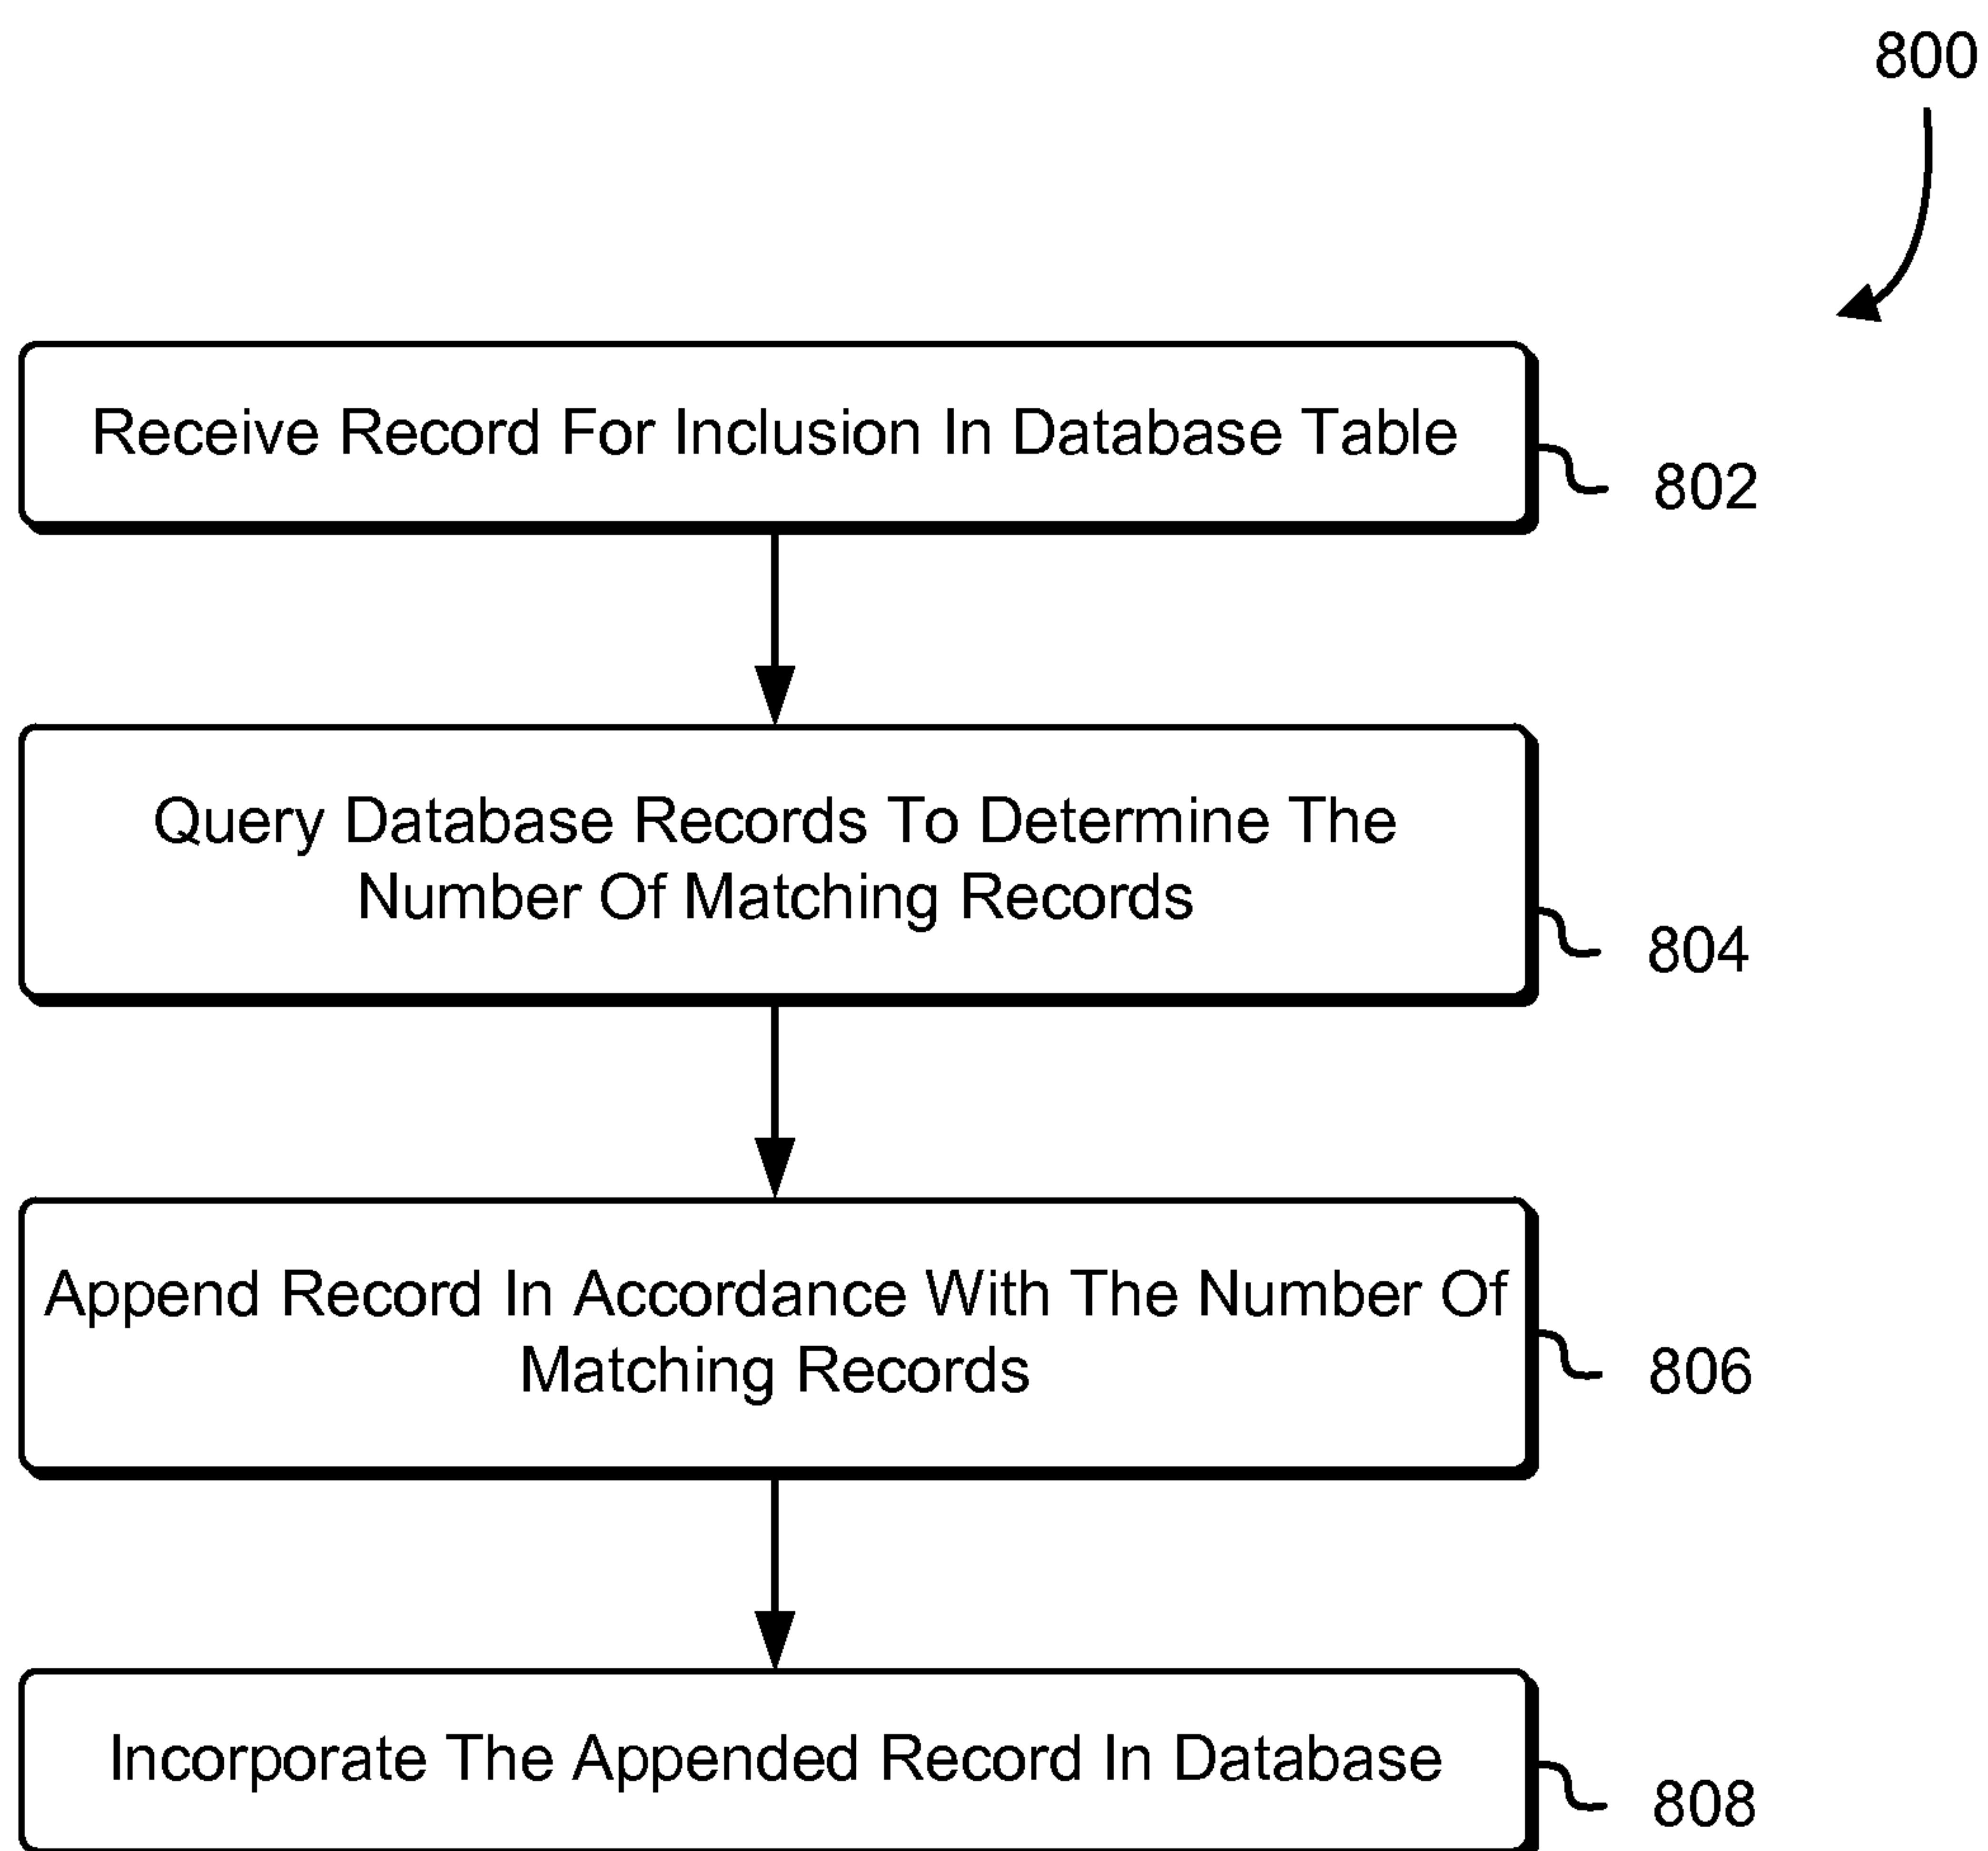 800
Receive Record For Inclusion In Database Table
802
Query Database Records To Determine The
Number Of Matching Records
804
Append Record In Accordance With The Number Of
Matching Records
806
Incorporate The Appended Record In Database
808